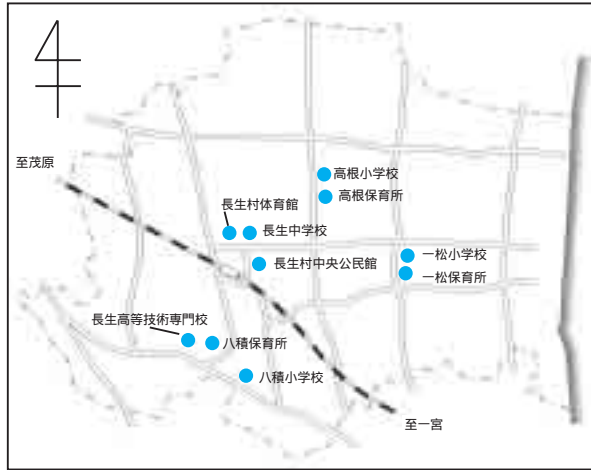 至茂原
高根小学校
高根保育所
長生村体育館
長生中学校
一松小学校
長生村中央公民館
一松保育所
長生高等技術専門校
八積保育所
八積小学校
至一宮